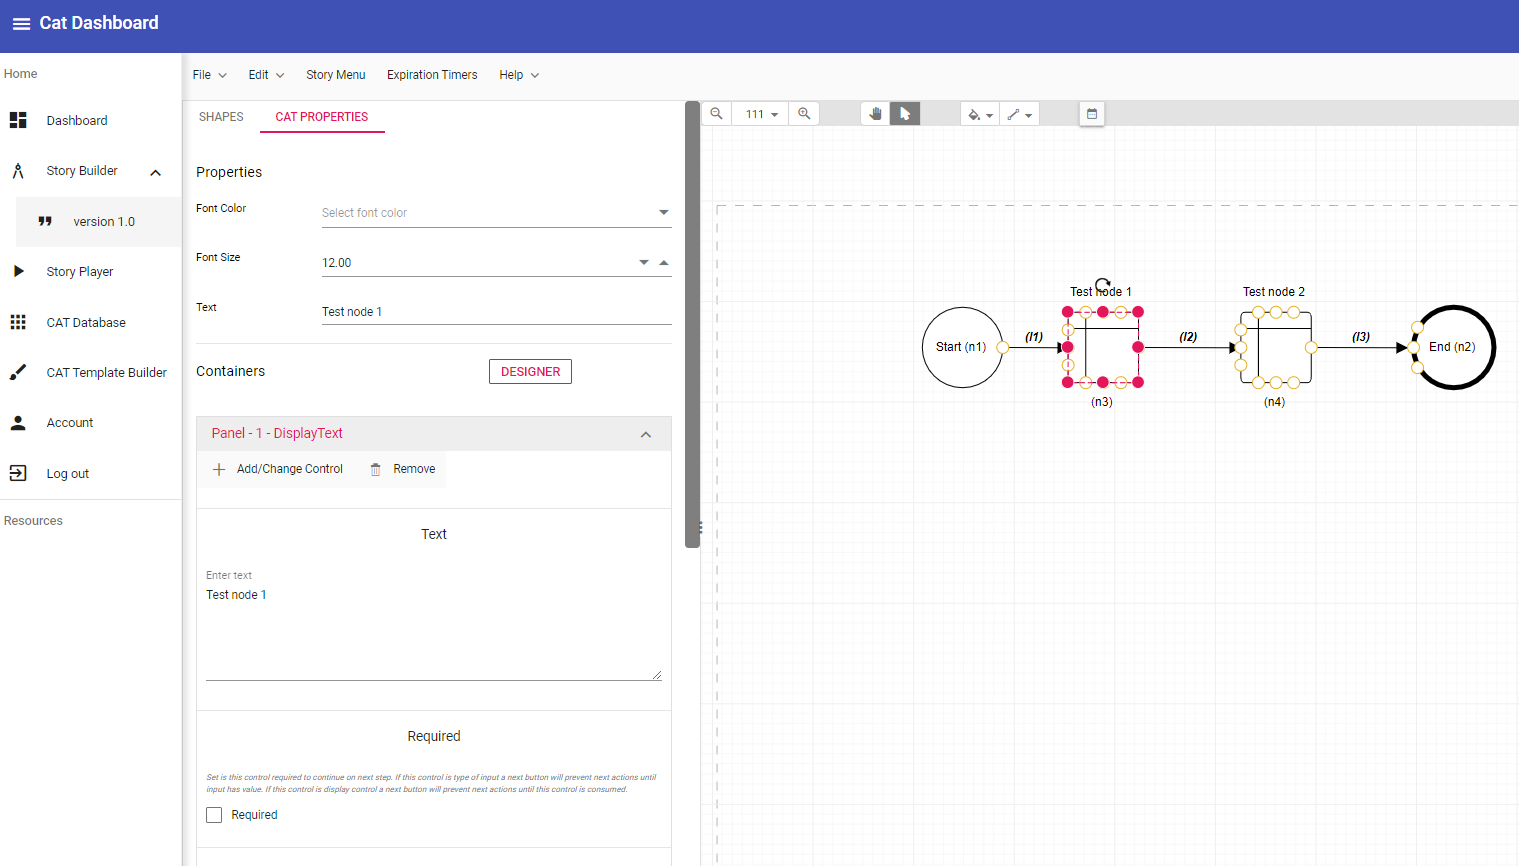 Cat Dashboard
Home
Dashboard
Story Builder
version 1.0
Story Player
CAT Database
CAT Template Builder
Account
Log out
Resources
File Edit Story Menu Expiration Timers Help
SHAPES CAT PROPERTIES
Properties
Font Color Select font color
Font Size 12.00
Text Test node 1
Containers DESIGNER
Panel - 1 - DisplayText
Add/Change Control Remove
Text
Enter text
Test node 1
Required
Set is this control required to continue on next step. If this control is type of input a next button will prevent next actions until
input has value. If this control is display control a next button will prevent next actions until this control is consumed.
Required
111
Test node 1 Test node 2
Start (n1) (l1) (l2) (l3) End (n2)
(n3) (n4)